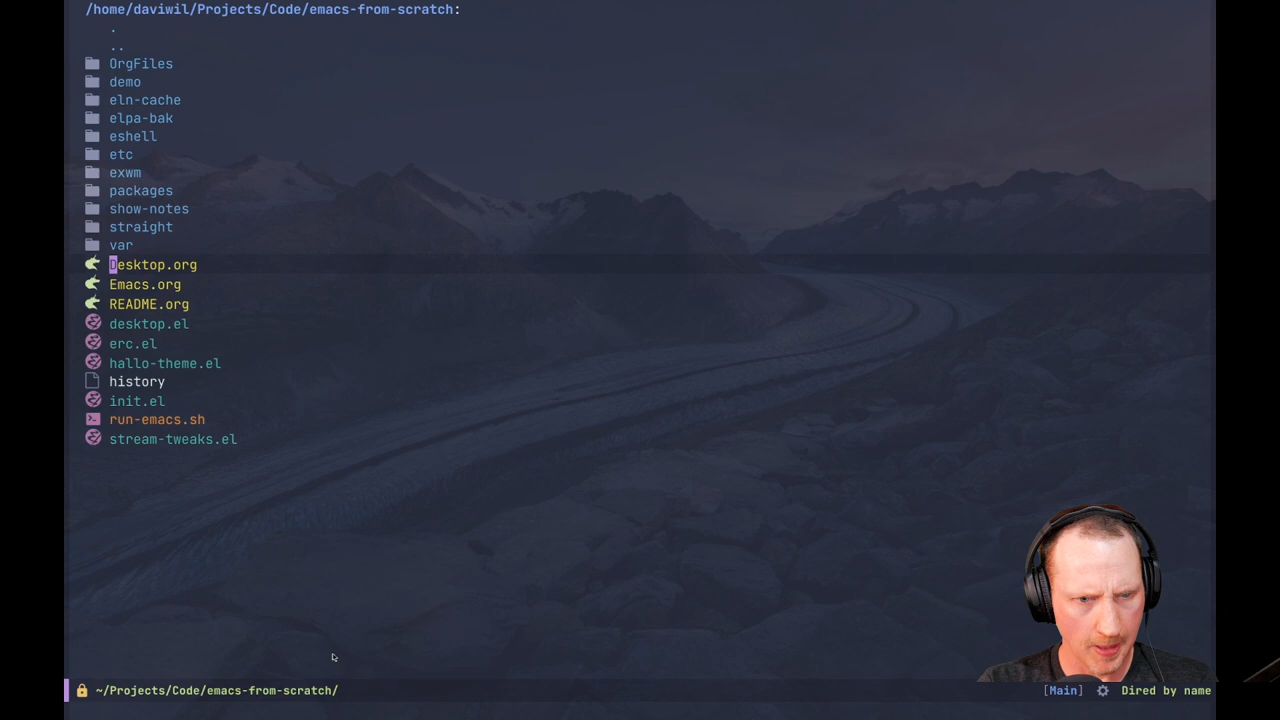 /home/daviwil/Projects/Code/emacs-from-scratch:
.
..
OrgFiles
demo
eln-cache
elpa-bak
eshell
etc
exwm
packages
show-notes
straight
var
Desktop.org
Emacs.org
README.org
desktop.el
erc.el
hallo-theme.el
history
init.el
run-emacs.sh
stream-tweaks.el
~/Projects/Code/emacs-from-scratch/ [Main] Dired by name